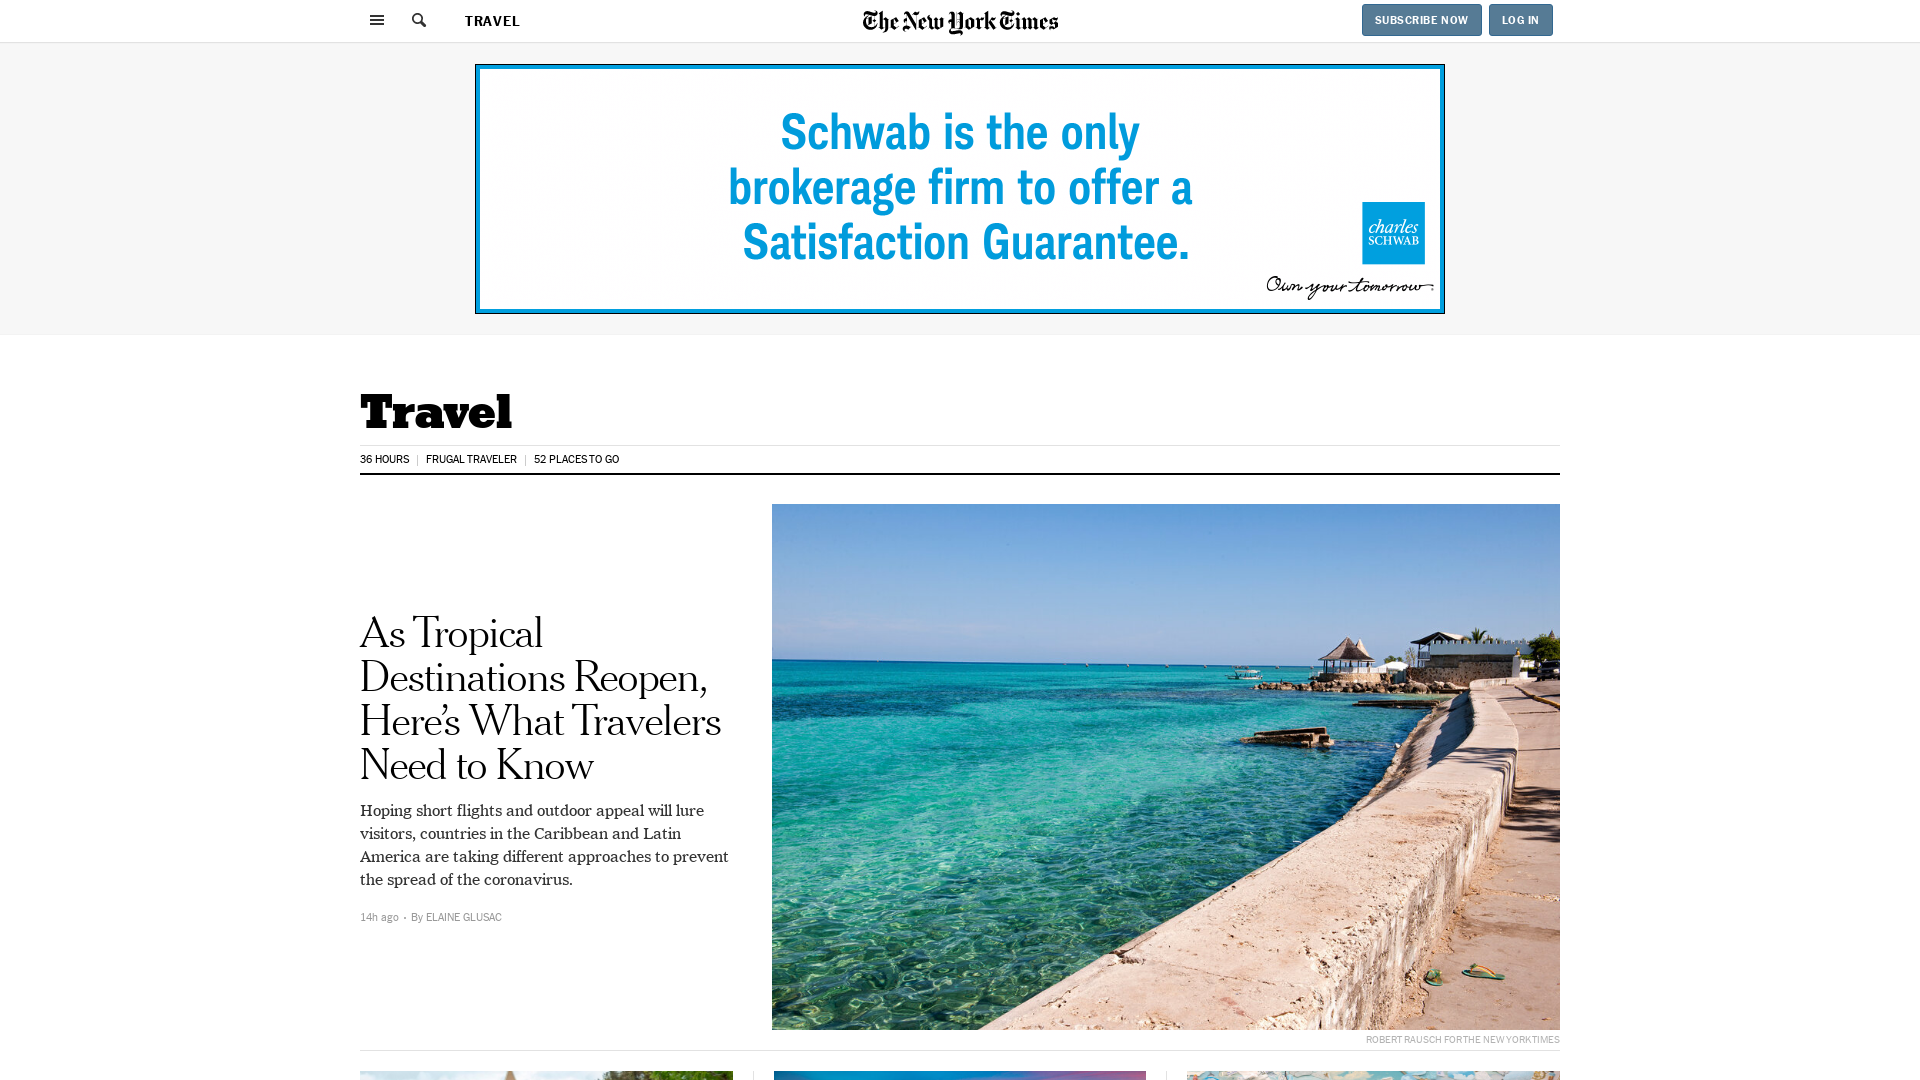 TRAVEL
The New York Times
SUBSCRIBE NOW
LOG IN
Schwab is the only
brokerage firm to offer a
Satisfaction Guarantee.
charles
SCHWAB
Own your tomorrow.
Travel
36 HOURS
FRUGAL TRAVELER
52 PLACES TO GO
As Tropical
Destinations Reopen,
Here’s What Travelers
Need to Know
Hoping short flights and outdoor appeal will lure
visitors, countries in the Caribbean and Latin
America are taking different approaches to prevent
the spread of the coronavirus.
14h ago · By ELAINE GLUSAC
ROBERT RAUSCH FOR THE NEW YORK TIMES